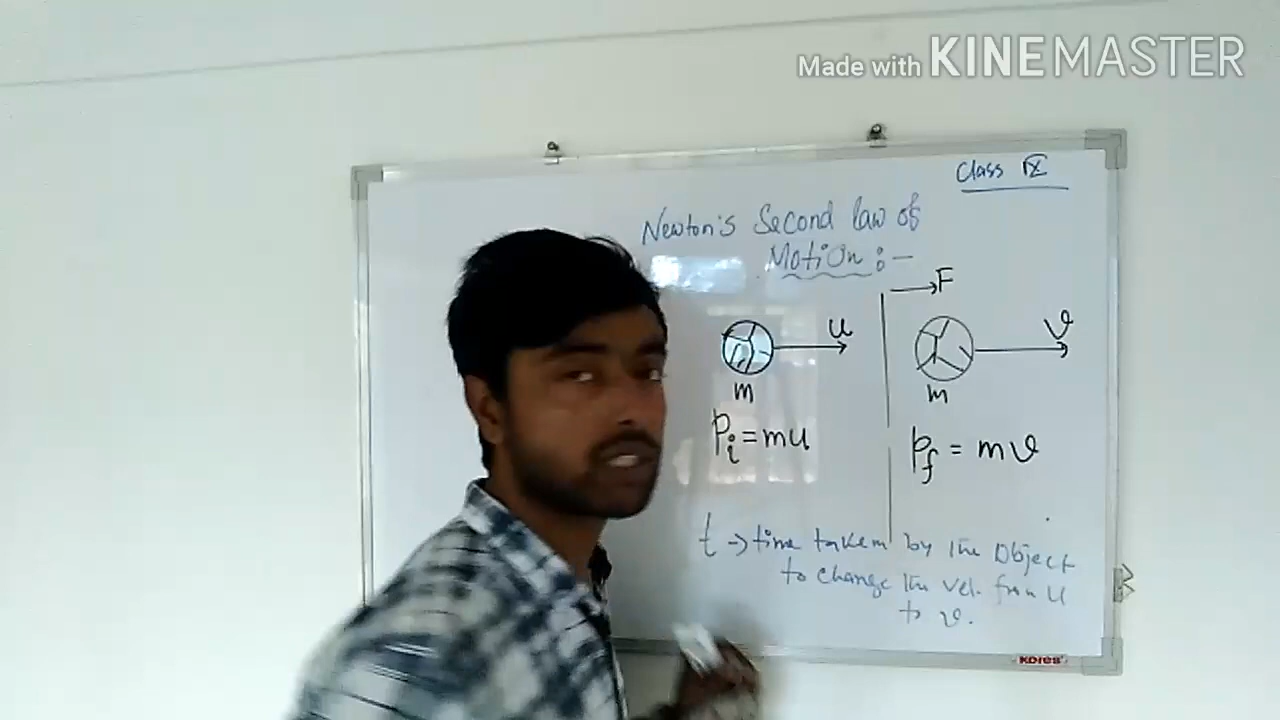 Made with KINEMASTER
Class IX
Newton's Second law of
Motion :-
F
u
v
m
m
Pi = mu
Pf = mv
t → time taken by the Object
to change the vel. from u
to v.
KORES